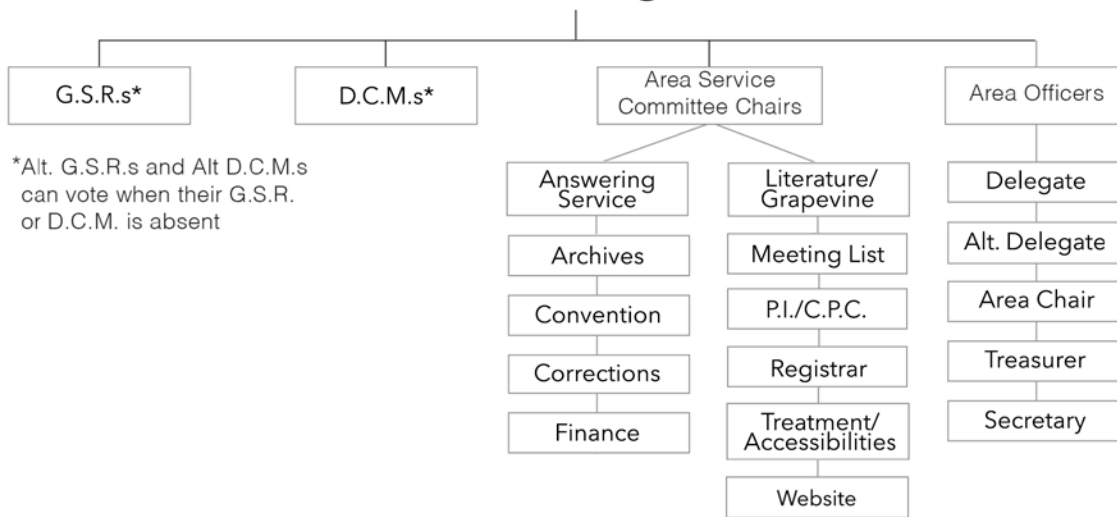 G.S.R.s*
D.C.M.s*
Area Service
Committee Chairs
Area Officers
*Alt. G.S.R.s and Alt D.C.M.s
can vote when their G.S.R.
or D.C.M. is absent
Answering
Service
Archives
Convention
Corrections
Finance
Literature/
Grapevine
Meeting List
P.I./C.P.C.
Registrar
Treatment/
Accessibilities
Website
Delegate
Alt. Delegate
Area Chair
Treasurer
Secretary